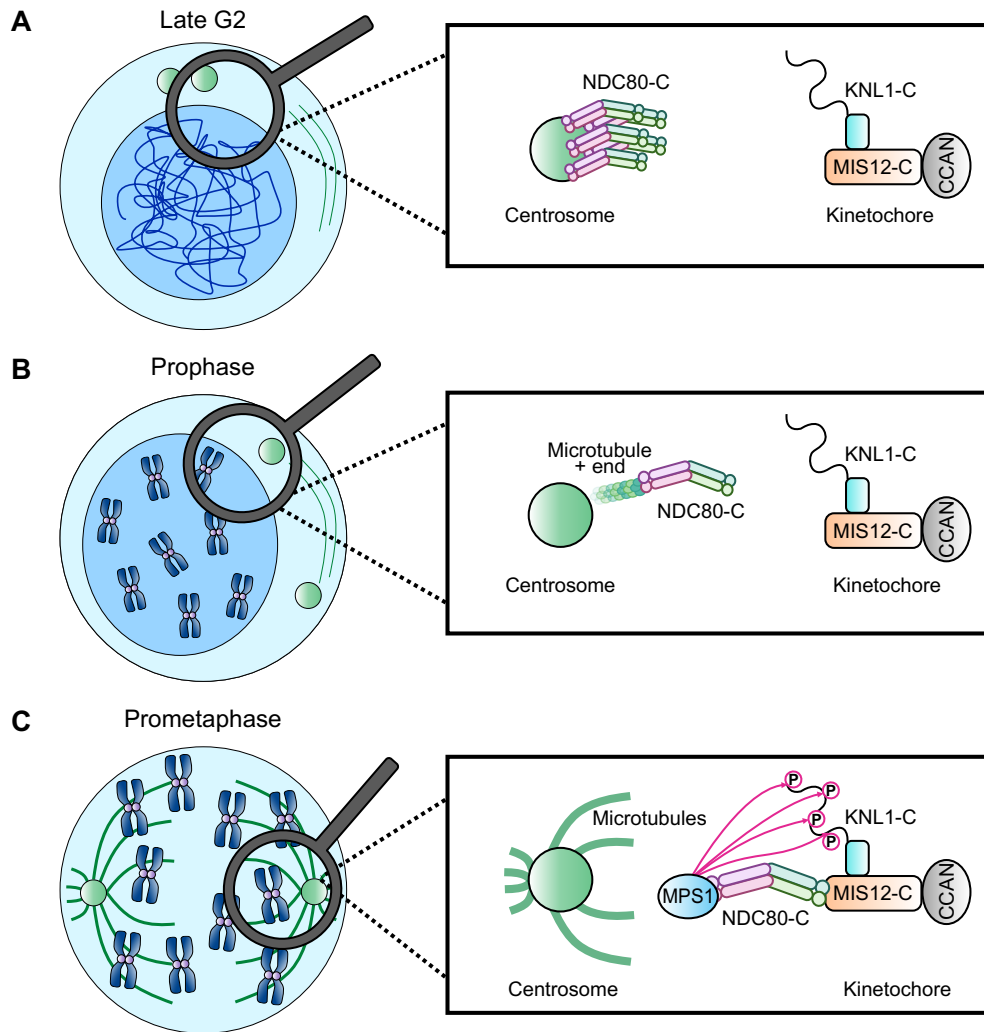 A
Late G2
NDC80-C
KNL1-C
MIS12-C
CCAN
Centrosome
Kinetochore
B
Prophase
Microtubule
+ end
NDC80-C
KNL1-C
MIS12-C
CCAN
Centrosome
Kinetochore
C
Prometaphase
Microtubules
P
P
P
P
KNL1-C
MPS1
NDC80-C
MIS12-C
CCAN
Centrosome
Kinetochore